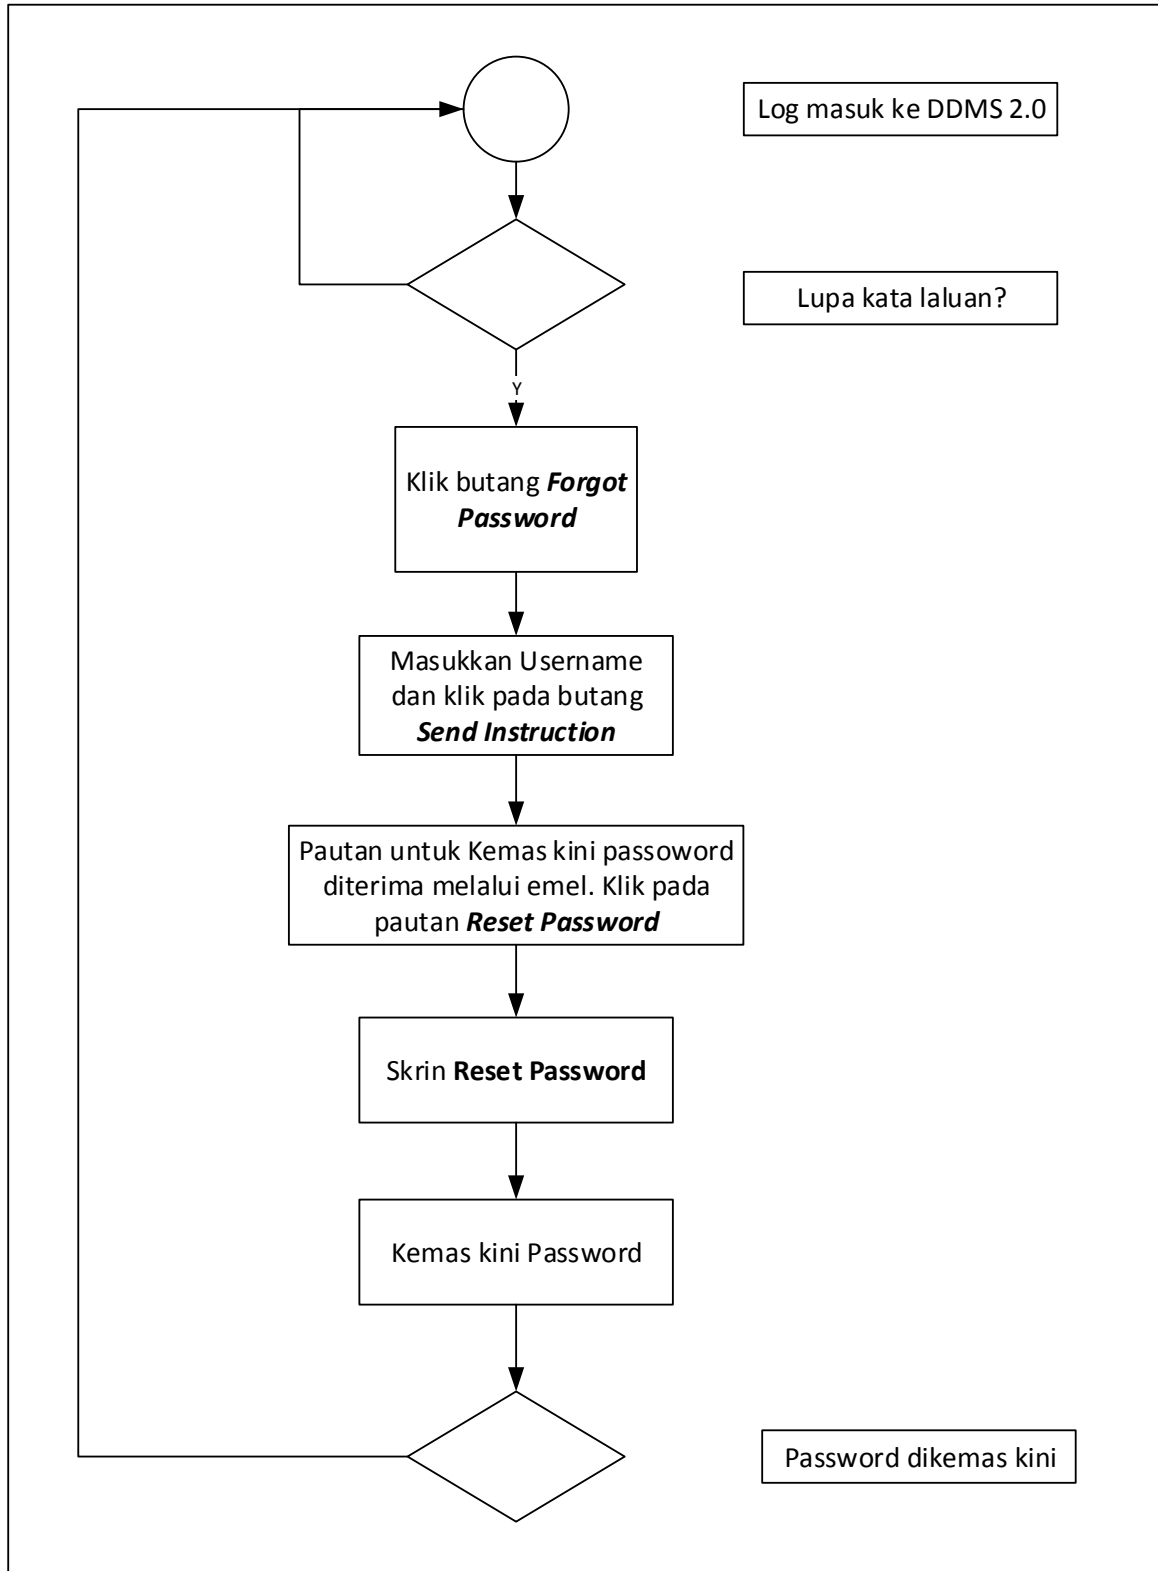 Log masuk ke DDMS 2.0
Lupa kata laluan?
Y
Klik butang Forgot
Password
Masukkan Username
dan klik pada butang
Send Instruction
Pautan untuk Kemas kini passoword
diterima melalui emel. Klik pada
pautan Reset Password
Skrin Reset Password
Kemas kini Password
Password dikemas kini